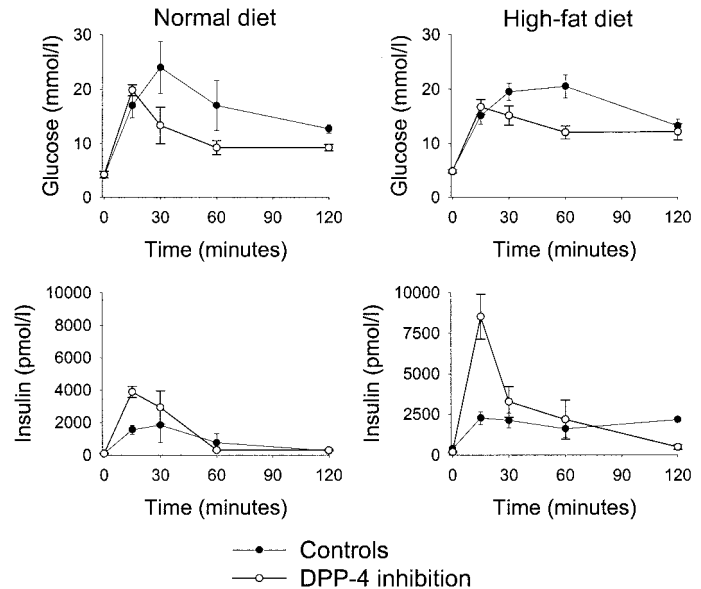 Normal diet
High-fat diet
Glucose (mmol/l)
30
20
10
0
0 30 60 90 120
Time (minutes)
Glucose (mmol/l)
30
20
10
0
0 30 60 90 120
Time (minutes)
Insulin (pmol/l)
10000
8000
6000
4000
2000
0
0 30 60 90 120
Time (minutes)
Insulin (pmol/l)
10000
7500
5000
2500
0
0 30 60 90 120
Time (minutes)
Controls
DPP-4 inhibition